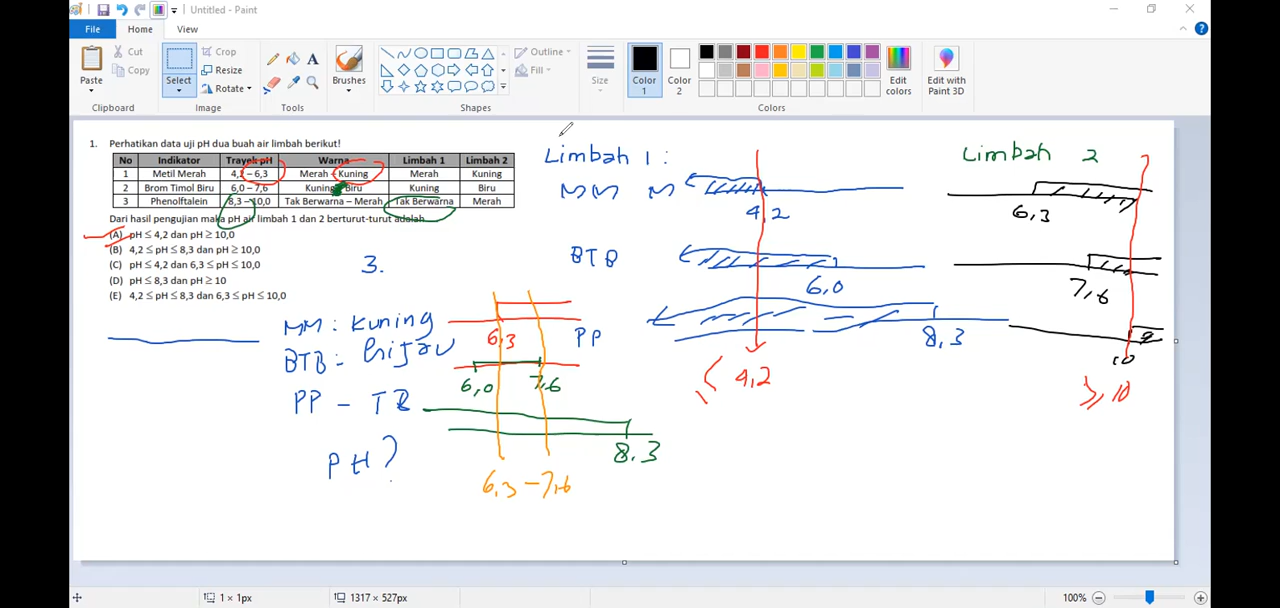 Untitled - Paint
File
Home
View
Paste
Cut
Copy
Clipboard
Select
Crop
Resize
Rotate
Image
Tools
Brushes
Shapes
Outline
Fill
Size
Color 1
Color 2
Colors
Edit colors
Edit with Paint 3D
1. Perhatikan data uji pH dua buah air limbah berikut!
No Indikator Trayek pH Warna Limbah 1 Limbah 2
1 Metil Merah 4,2 – 6,3 Merah – Kuning Merah Kuning
2 Brom Timol Biru 6,0 – 7,6 Kuning – Biru Kuning Biru
3 Phenolftalein 8,3 – 10,0 Tak Berwarna – Merah Tak Berwarna Merah
Dari hasil pengujian maka pH air limbah 1 dan 2 berturut-turut adalah
(A) pH ≤ 4,2 dan pH ≥ 10,0
(B) 4,2 ≤ pH ≤ 8,3 dan pH ≥ 10,0
(C) pH ≤ 4,2 dan 6,3 ≤ pH ≤ 10,0
(D) pH ≤ 8,3 dan pH ≥ 10
(E) 4,2 ≤ pH ≤ 8,3 dan 6,3 ≤ pH ≤ 10,0
3.
MM : Kuning
BTB : hijau
PP – TB
PH ?
6,3
6,0 7,6
8,3
6,3 – 7,6
Limbah 1 :
MM M
4,2
BTB
6,0
PP
8,3
≤ 4,2
Limbah 2
6,3
7,6
10
≥ 10
1 × 1px
1317 × 527px
100%